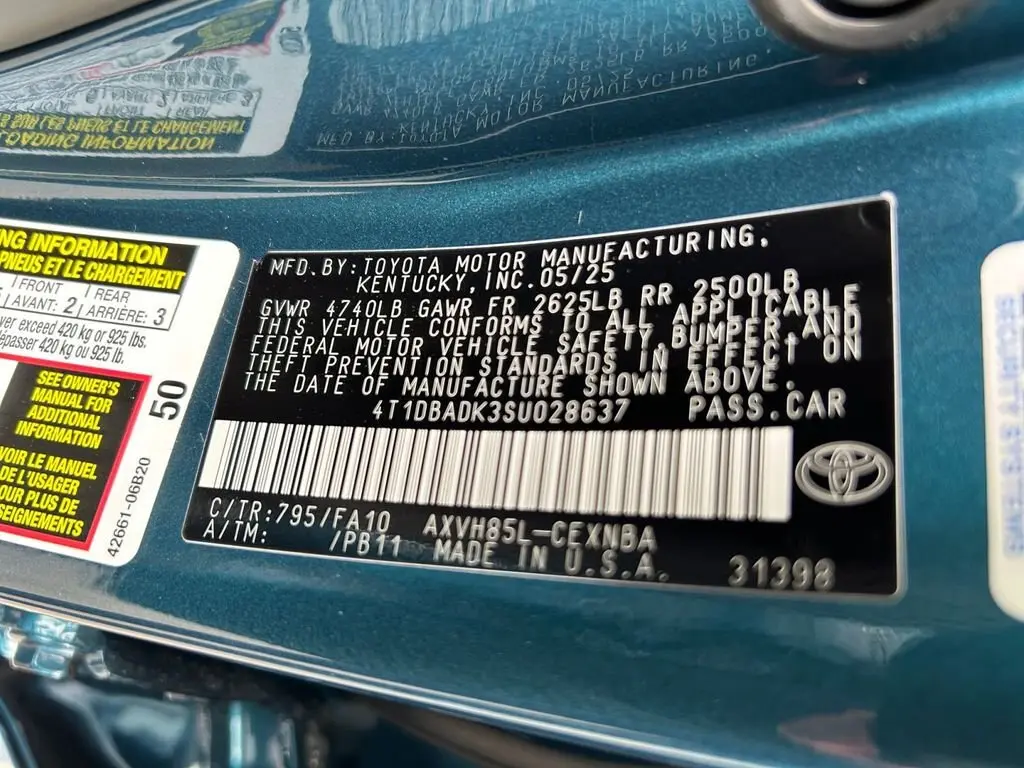 NG INFORMATION
PNEUS ET LE CHARGEMENT
FRONT
AVANT: 2
REAR
ARRIÈRE: 3
ver exceed 420 kg or 925 lbs.
dépasser 420 kg ou 925 lb.
SEE OWNER'S
MANUAL FOR
ADDITIONAL
INFORMATION
VOIR LE MANUEL
DE L'USAGER
POUR PLUS DE
SEIGNEMENTS
50
42661-06B20
MFD. BY: TOYOTA MOTOR MANUFACTURING,
KENTUCKY, INC. 05/25
GVWR 4740LB GAWR FR 2625LB RR 2500LB
THIS VEHICLE CONFORMS TO ALL APPLICABLE
FEDERAL MOTOR VEHICLE SAFETY, BUMPER, AND
THEFT PREVENTION STANDARDS IN EFFECT ON
THE DATE OF MANUFACTURE SHOWN ABOVE.
4T1DBADK3SU028637 PASS. CAR
C/TR: 795/FA10 AXVH85L-CEXNBA
A/TM: /PB11 MADE IN U.S.A. 31398